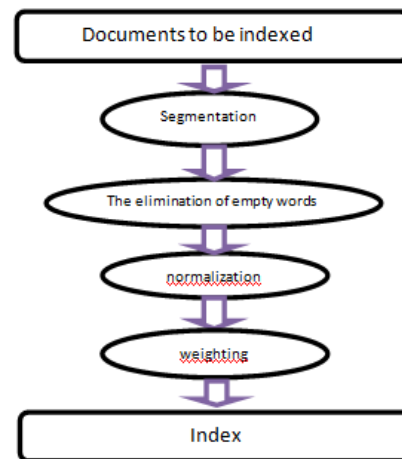 Documents to be indexed
Segmentation
The elimination of empty words
normalization
weighting
Index